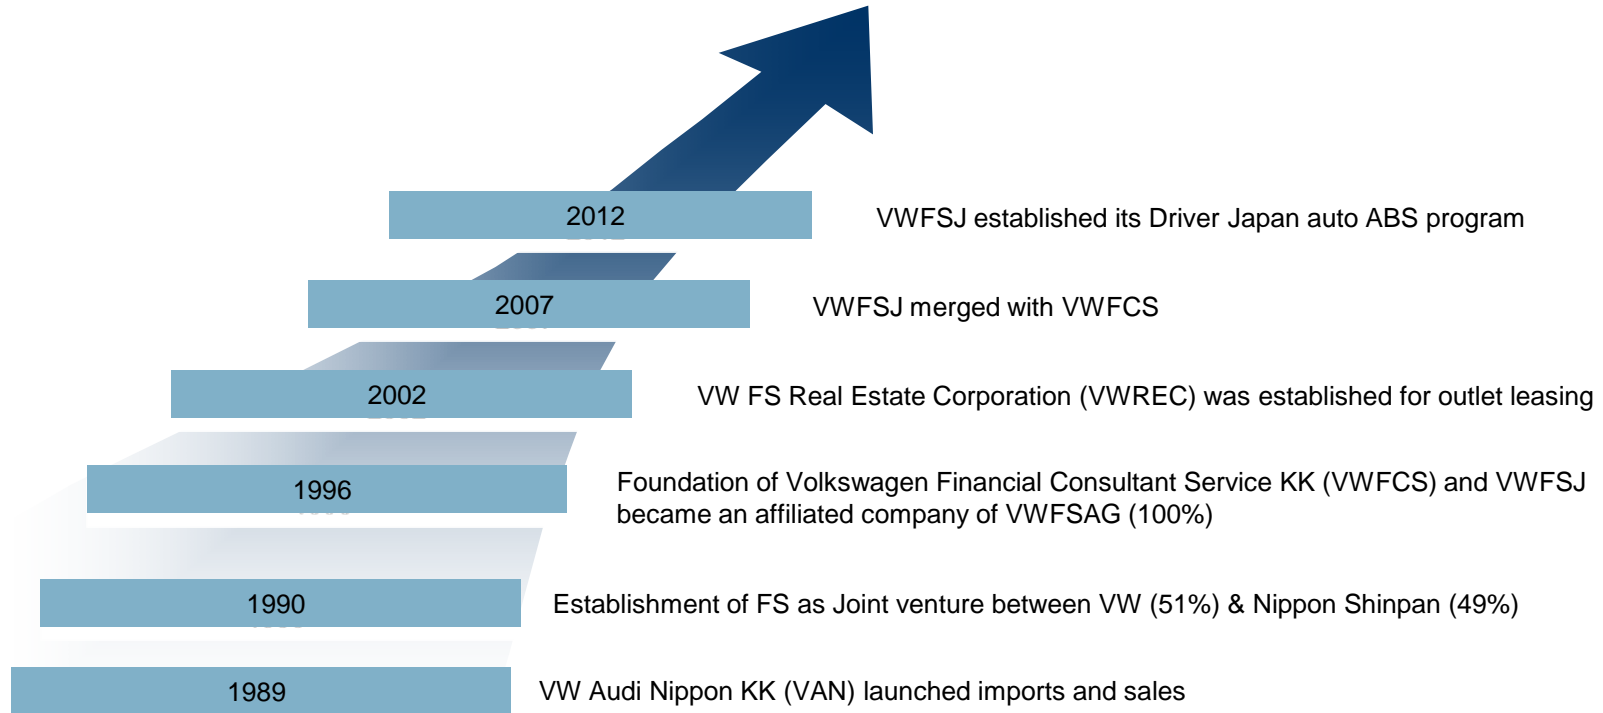 2012
VWFSJ established its Driver Japan auto ABS program
2007
VWFSJ merged with VWFCS
2002
VW FS Real Estate Corporation (VWREC) was established for outlet leasing
1996
Foundation of Volkswagen Financial Consultant Service KK (VWFCS) and VWFSJ
became an affiliated company of VWFSAG (100%)
1990
Establishment of FS as Joint venture between VW (51%) & Nippon Shinpan (49%)
1989
VW Audi Nippon KK (VAN) launched imports and sales